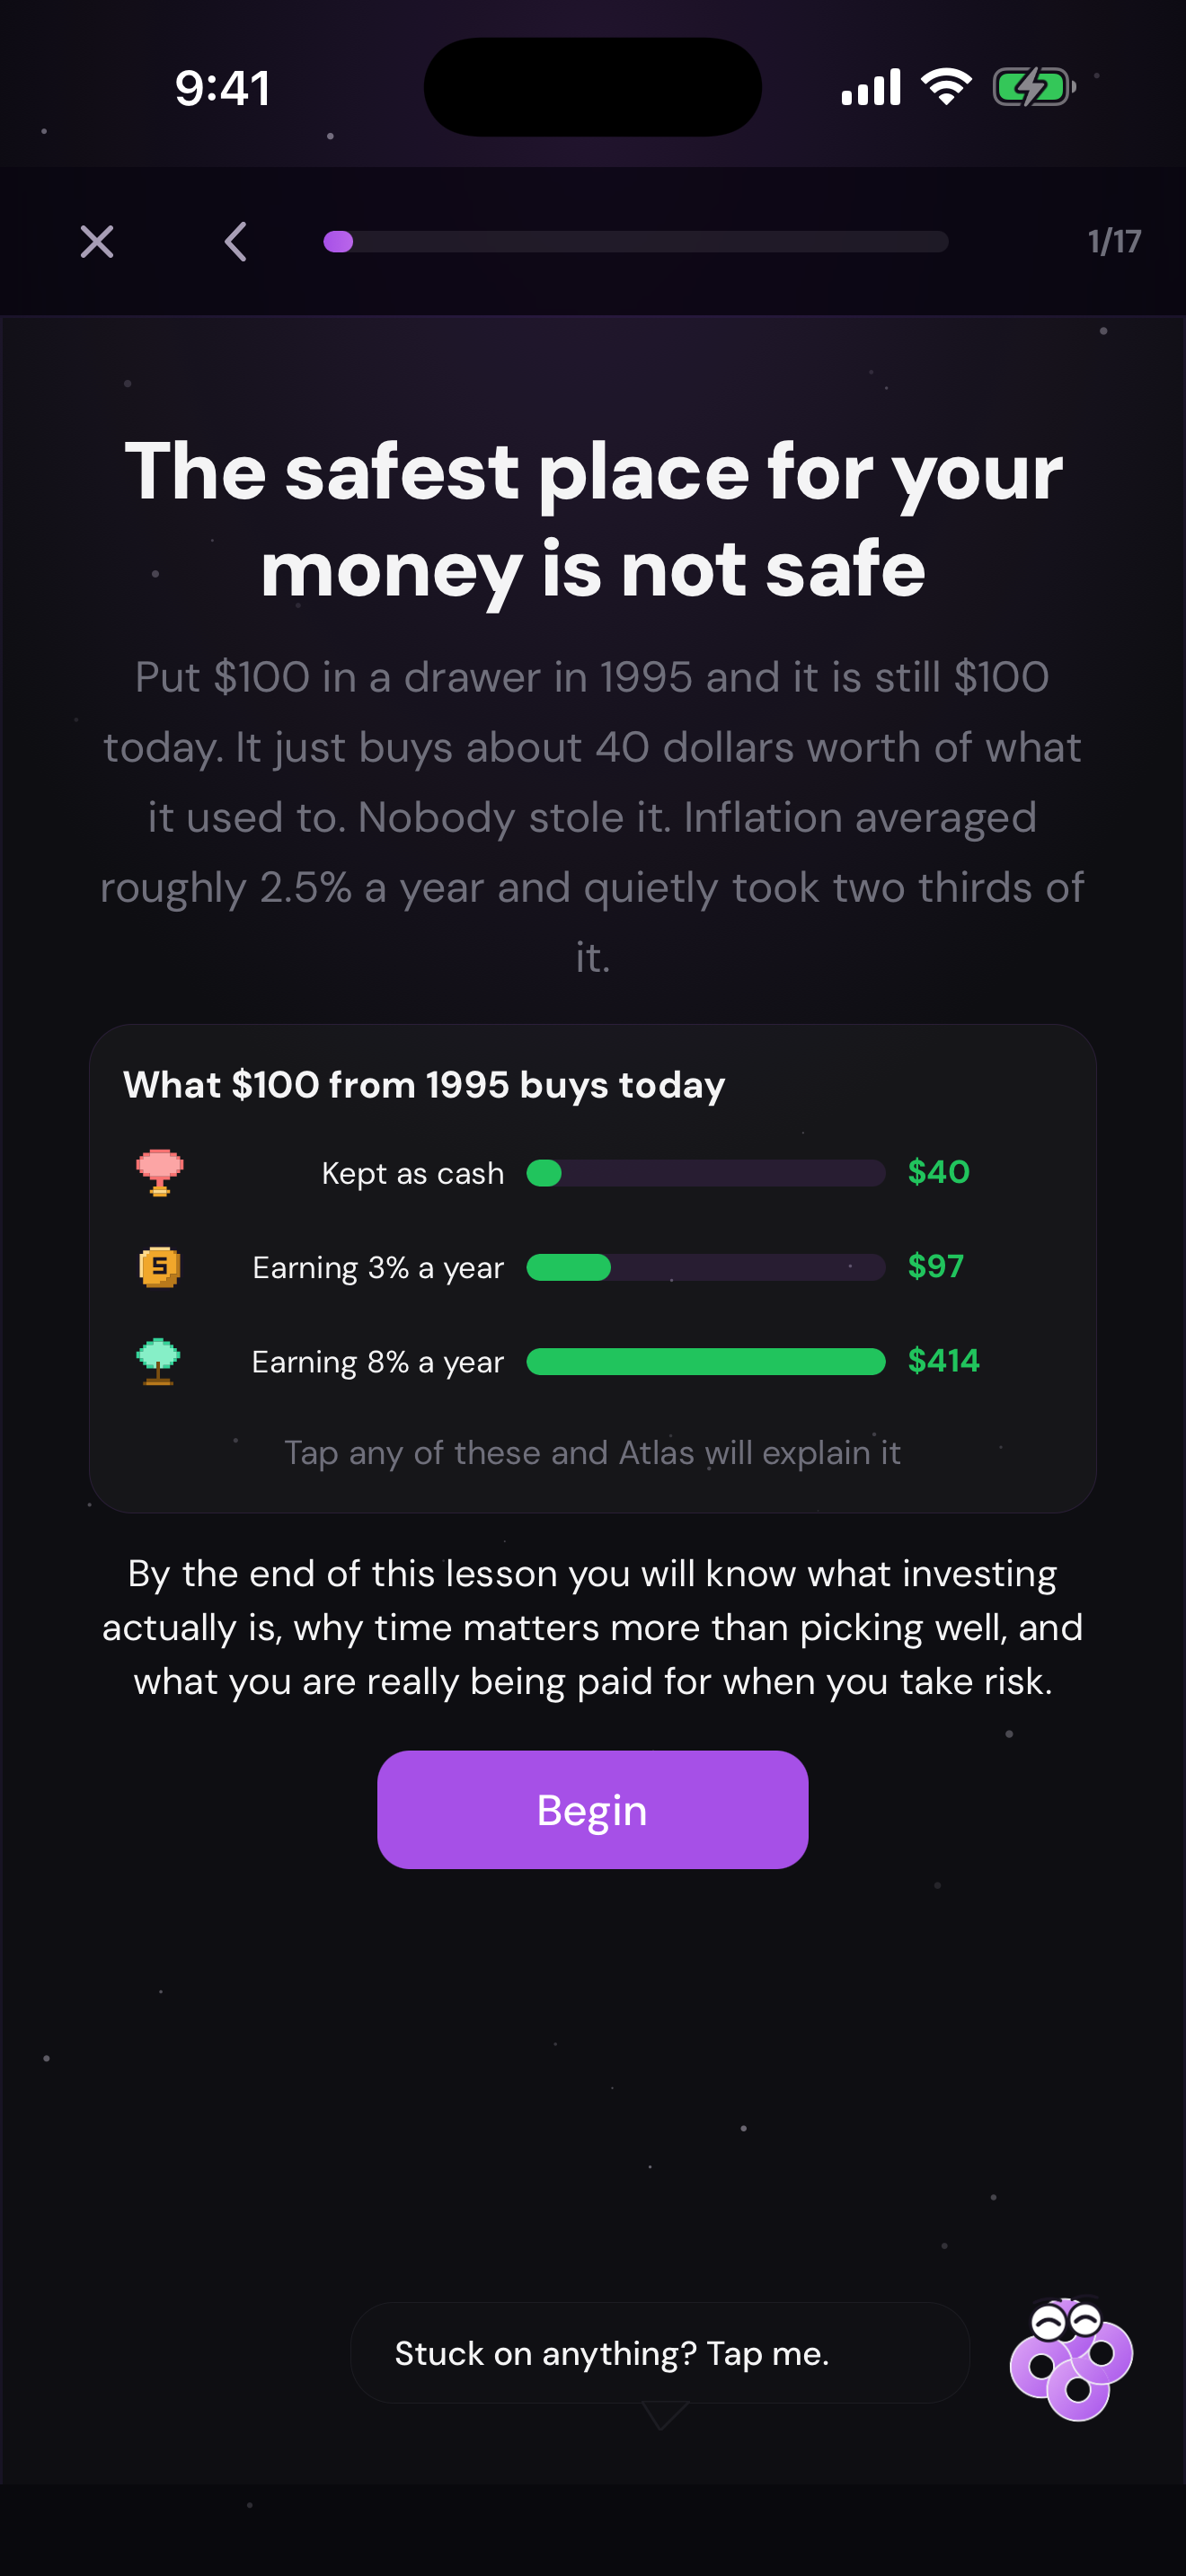 9:41
1/17
The safest place for your
money is not safe
Put $100 in a drawer in 1995 and it is still $100
today. It just buys about 40 dollars worth of what
it used to. Nobody stole it. Inflation averaged
roughly 2.5% a year and quietly took two thirds of
it.
What $100 from 1995 buys today
Kept as cash $40
Earning 3% a year $97
Earning 8% a year $414
Tap any of these and Atlas will explain it
By the end of this lesson you will know what investing
actually is, why time matters more than picking well, and
what you are really being paid for when you take risk.
Begin
Stuck on anything? Tap me.